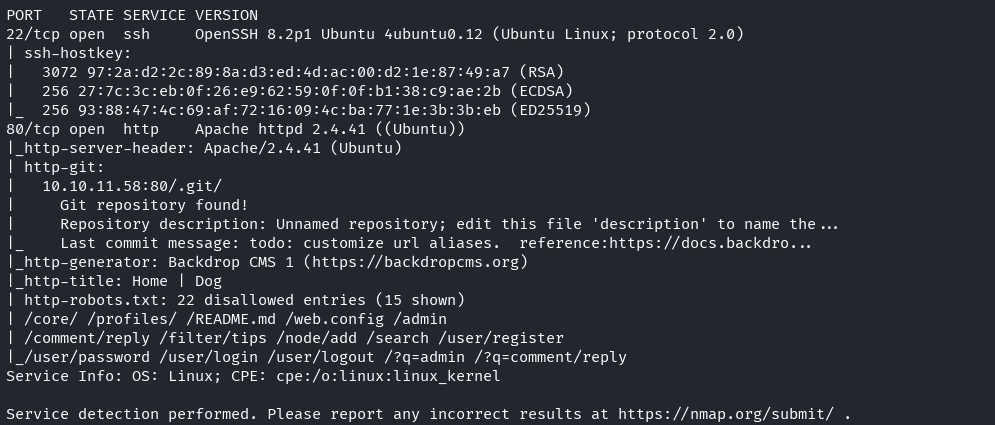 PORT   STATE SERVICE VERSION
22/tcp open  ssh     OpenSSH 8.2p1 Ubuntu 4ubuntu0.12 (Ubuntu Linux; protocol 2.0)
| ssh-hostkey:
|   3072 97:2a:d2:2c:89:8a:d3:ed:4d:ac:00:d2:1e:87:49:a7 (RSA)
|   256 27:7c:3c:eb:0f:26:e9:62:59:0f:0f:b1:38:c9:ae:2b (ECDSA)
|_  256 93:88:47:4c:69:af:72:16:09:4c:ba:77:1e:3b:3b:eb (ED25519)
80/tcp open  http    Apache httpd 2.4.41 ((Ubuntu))
|_http-server-header: Apache/2.4.41 (Ubuntu)
| http-git:
|   10.10.11.58:80/.git/
|     Git repository found!
|     Repository description: Unnamed repository; edit this file 'description' to name the...
|_    Last commit message: todo: customize url aliases.  reference:https://docs.backdro...
|_http-generator: Backdrop CMS 1 (https://backdropcms.org)
|_http-title: Home | Dog
| http-robots.txt: 22 disallowed entries (15 shown)
| /core/ /profiles/ /README.md /web.config /admin
| /comment/reply /filter/tips /node/add /search /user/register
|_/user/password /user/login /user/logout /?q=admin /?q=comment/reply
Service Info: OS: Linux; CPE: cpe:/o:linux:linux_kernel

Service detection performed. Please report any incorrect results at https://nmap.org/submit/ .